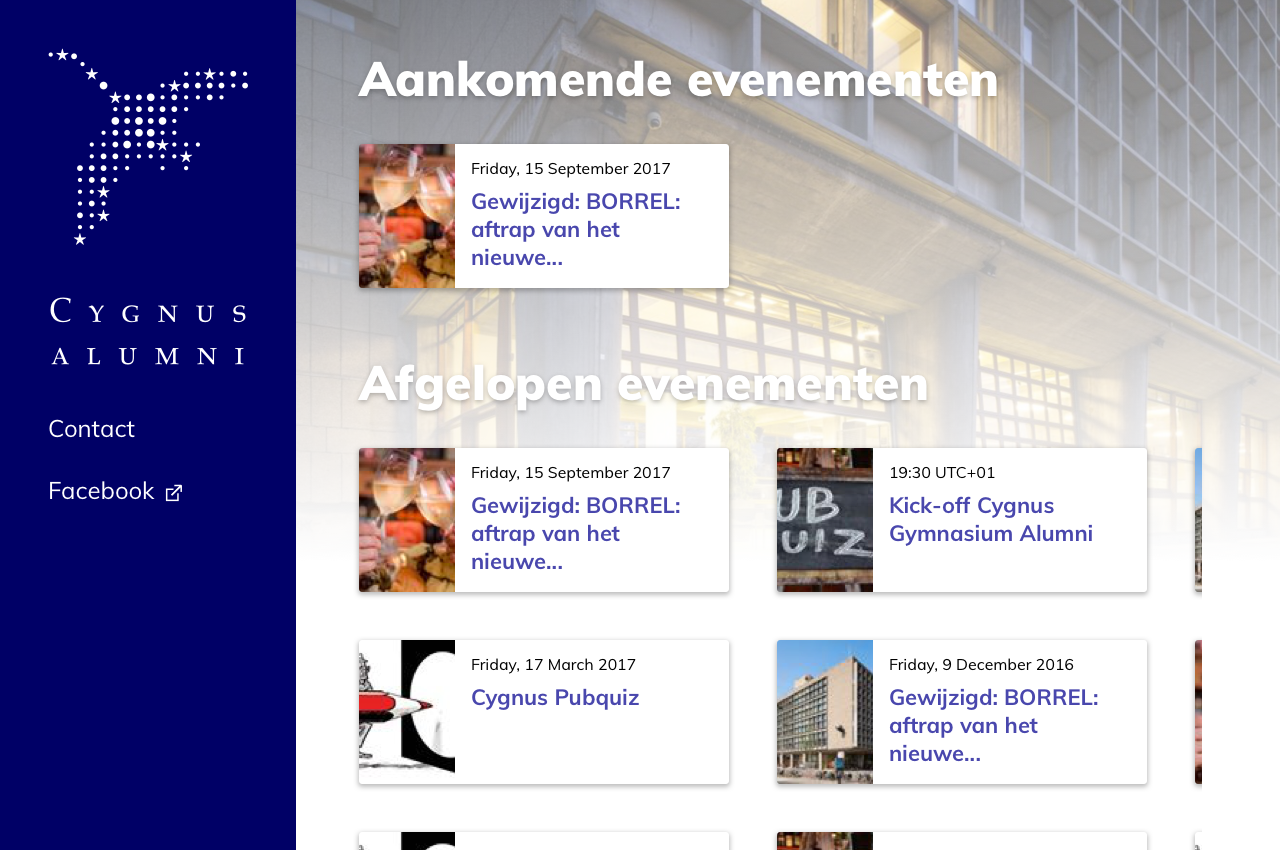 CYGNUS
ALUMNI
Contact
Facebook
Aankomende evenementen
Friday, 15 September 2017
Gewijzigd: BORREL:
aftrap van het
nieuwe...
Afgelopen evenementen
Friday, 15 September 2017
Gewijzigd: BORREL:
aftrap van het
nieuwe...
UB
UIZ
19:30 UTC+01
Kick-off Cygnus
Gymnasium Alumni
Friday, 17 March 2017
Cygnus Pubquiz
Friday, 9 December 2016
Gewijzigd: BORREL:
aftrap van het
nieuwe...